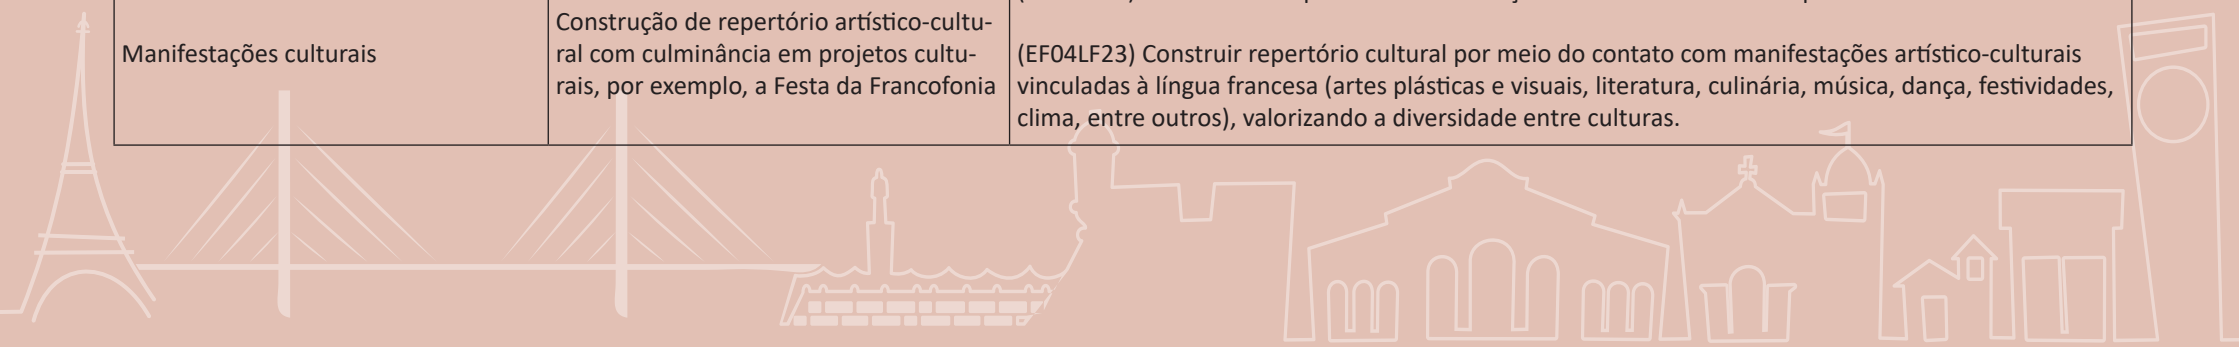 Manifestações culturais
Construção de repertório artístico-cultu-
ral com culminância em projetos cultu-
rais, por exemplo, a Festa da Francofonia
(EF04LF23) Construir repertório cultural por meio do contato com manifestações artístico-culturais
vinculadas à língua francesa (artes plásticas e visuais, literatura, culinária, música, dança, festividades,
clima, entre outros), valorizando a diversidade entre culturas.